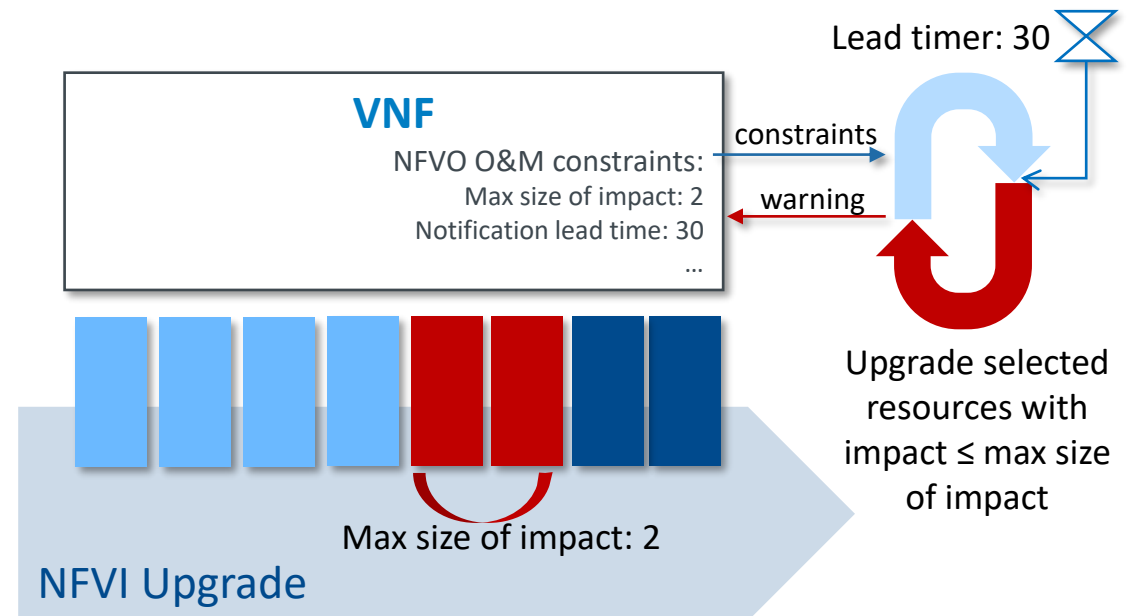 Lead timer: 30
VNF
NFVO O&M constraints:
Max size of impact: 2
Notification lead time: 30
...
constraints
warning
Upgrade selected
resources with
impact ≤ max size
of impact
Max size of impact: 2
NFVI Upgrade